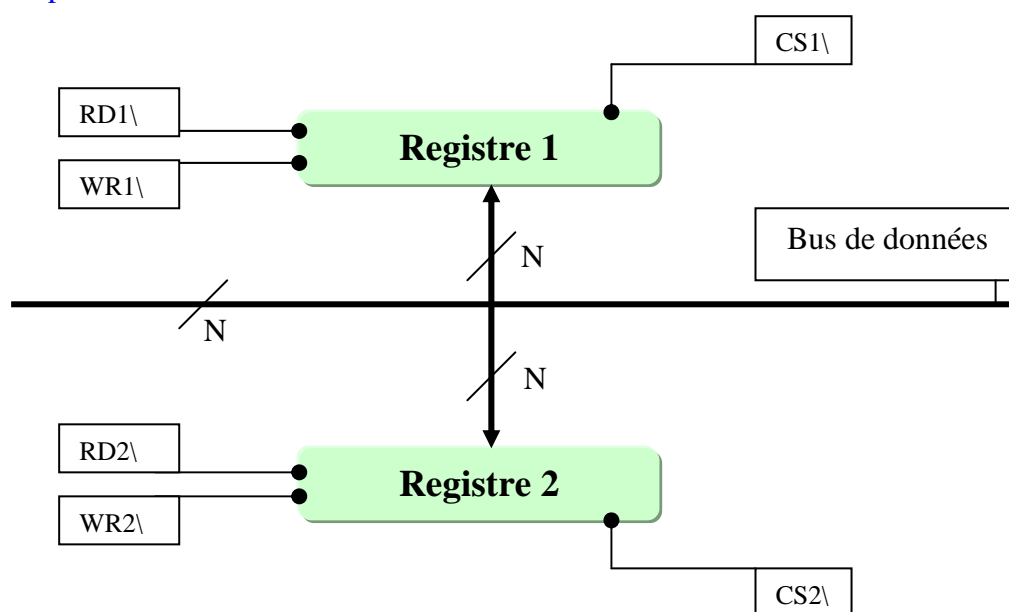 CS1\
RD1\
Registre 1
WR1\
Bus de données
N
N
N
RD2\
Registre 2
WR2\
CS2\